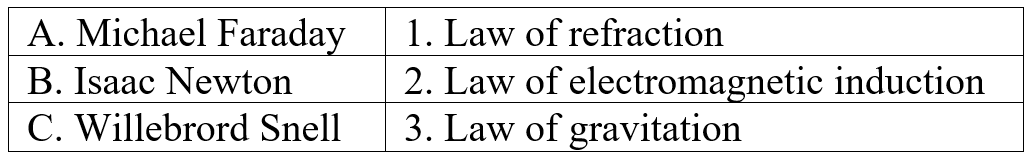 A. Michael Faraday 1. Law of refraction
B. Isaac Newton 2. Law of electromagnetic induction
C. Willebrord Snell 3. Law of gravitation